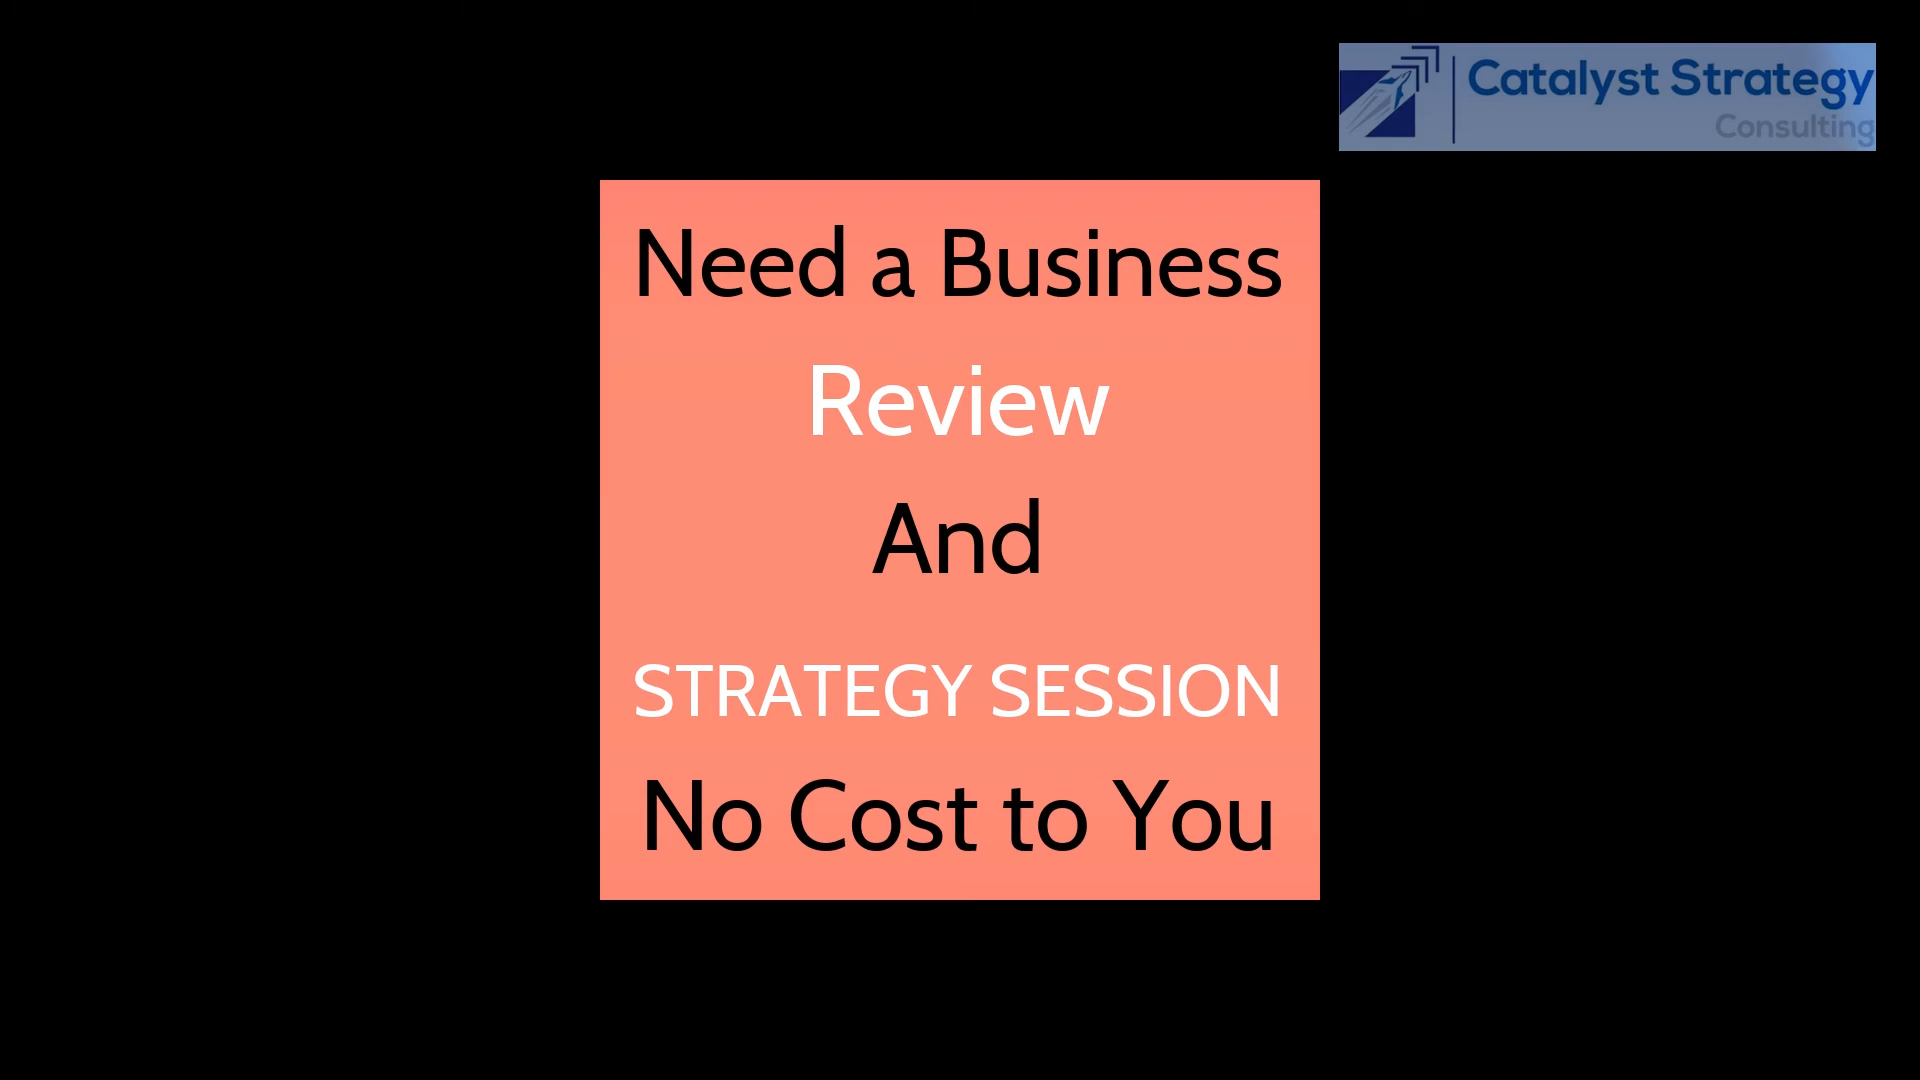 Catalyst Strategy
Consulting
Need a Business
Review
And
STRATEGY SESSION
No Cost to You